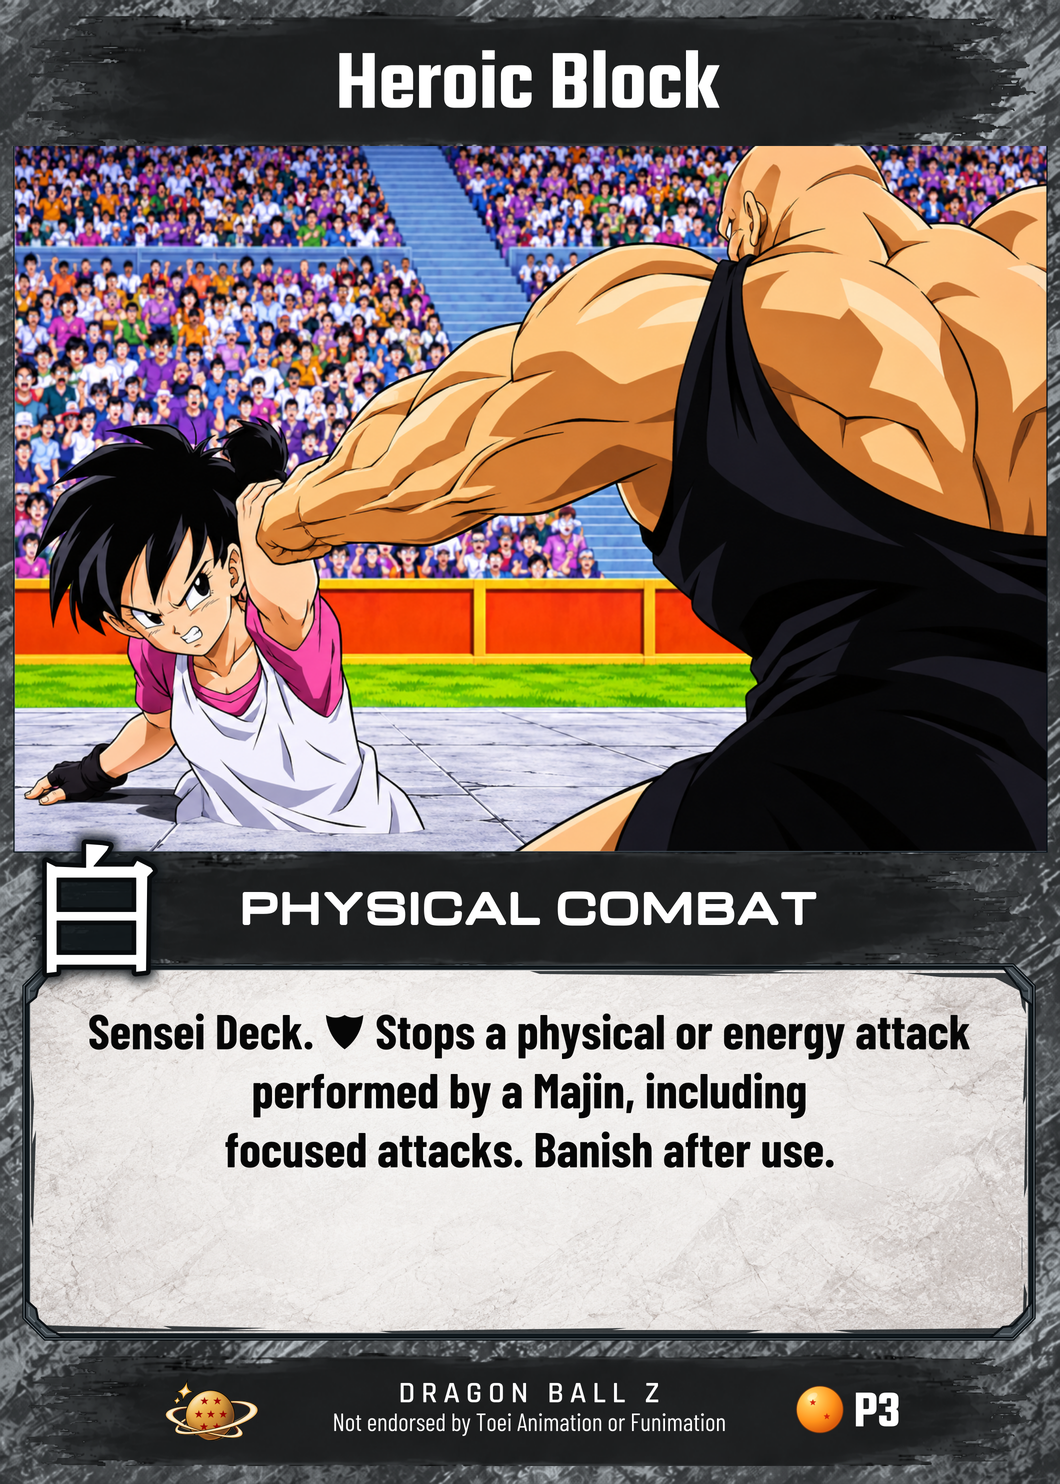 Heroic Block
白
PHYSICAL COMBAT
Sensei Deck. Stops a physical or energy attack
performed by a Majin, including
focused attacks. Banish after use.
DRAGON BALL Z
Not endorsed by Toei Animation or Funimation
P3